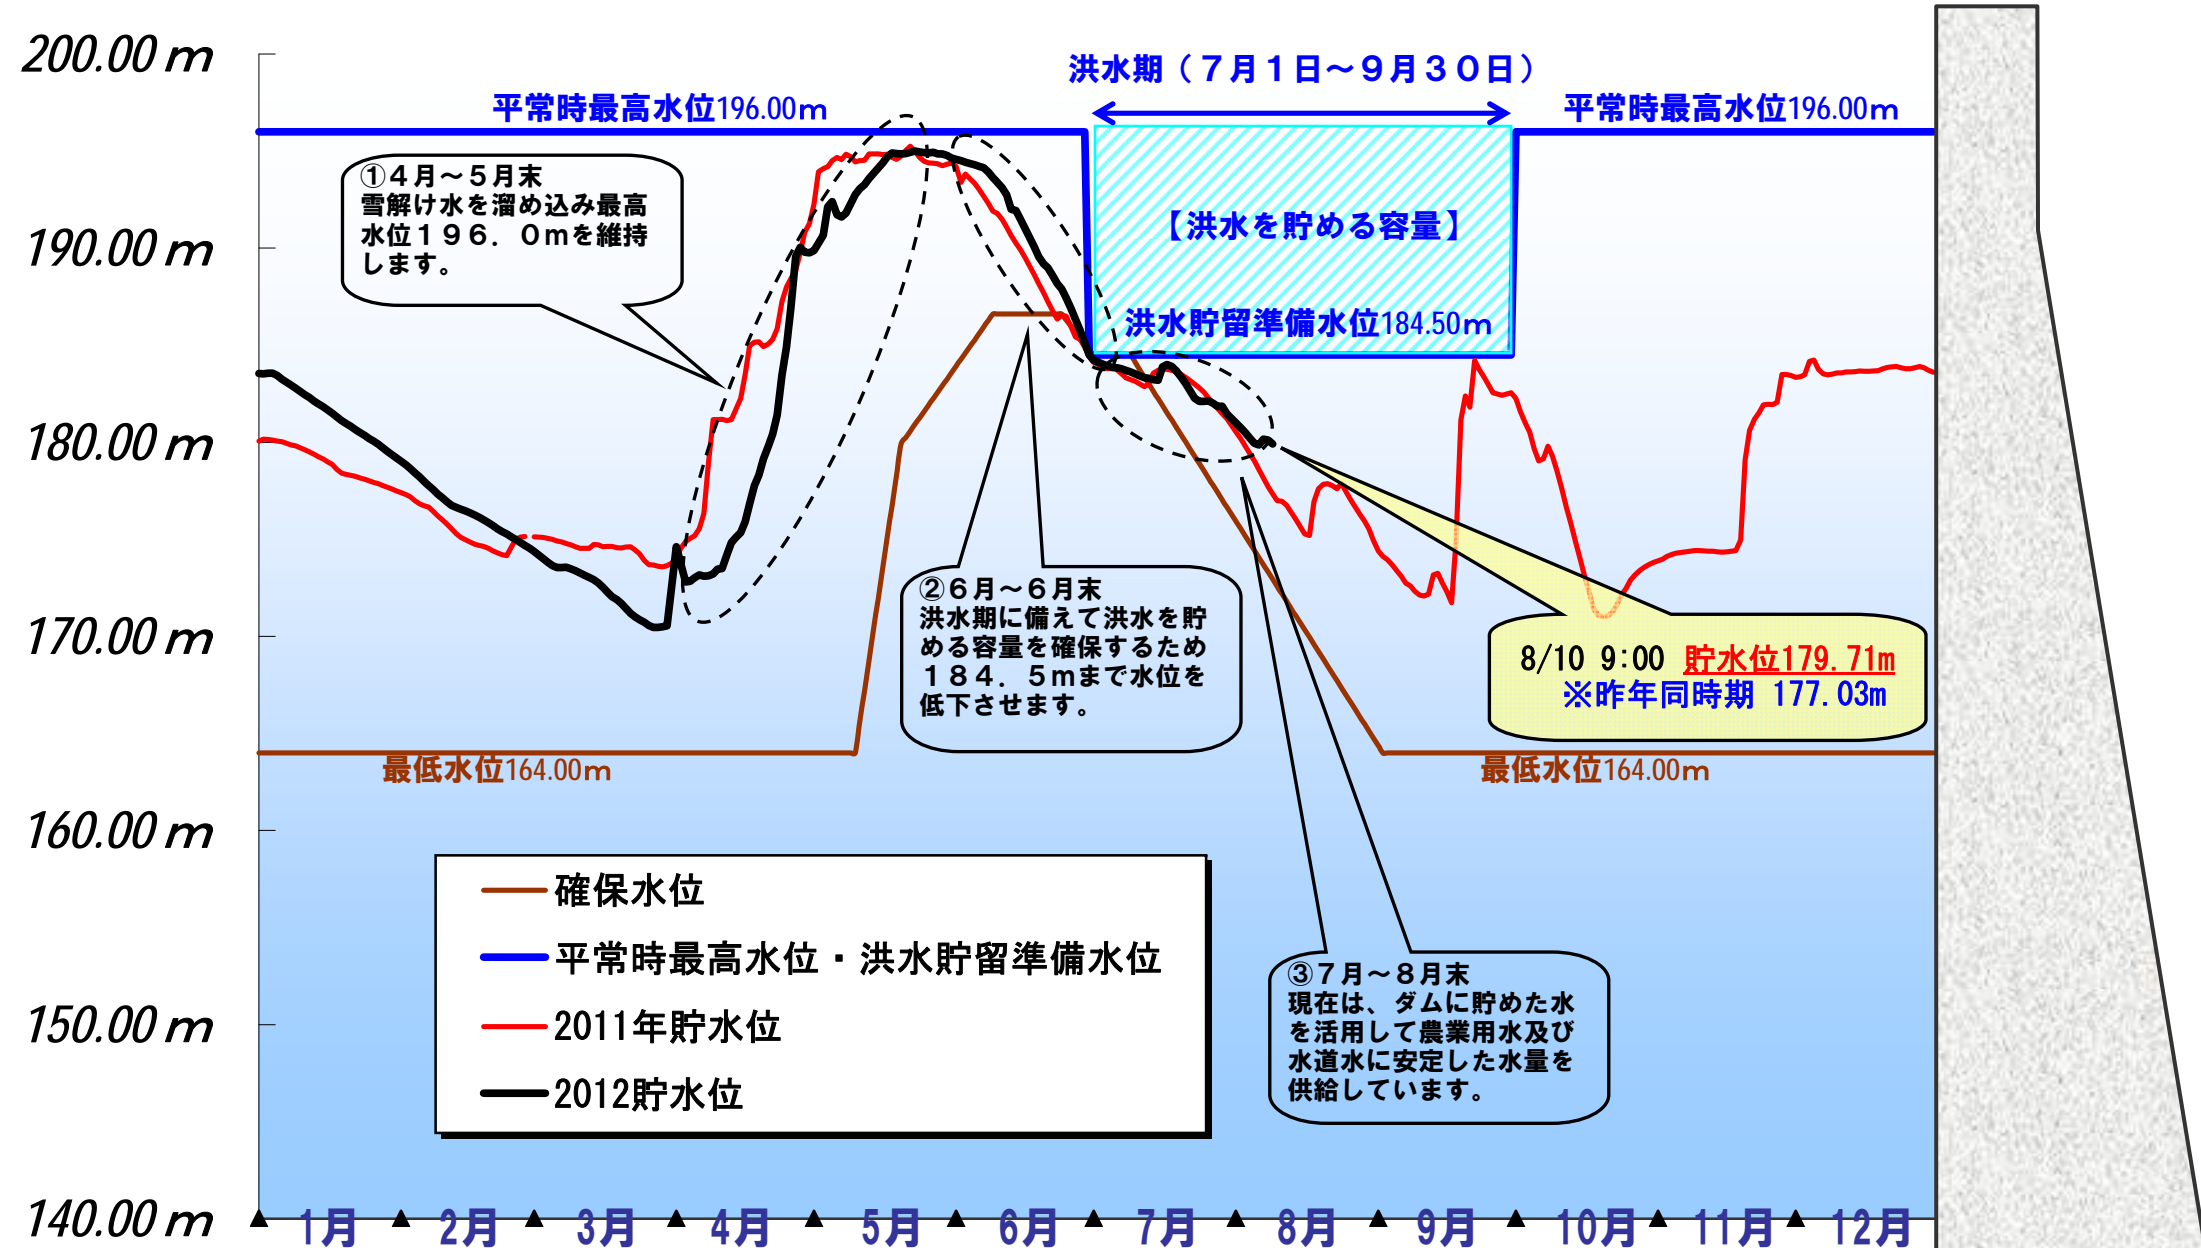 200.00m
190.00m
180.00m
170.00m
160.00m
150.00m
140.00m
洪水期（７月１日～９月３０日）
平常時最高水位196.00m
平常時最高水位196.00m
①４月～５月末
雪解け水を溜め込み最高
水位１９６．０ｍを維持
します。
【洪水を貯める容量】
洪水貯留準備水位184.50m
②６月～６月末
洪水期に備えて洪水を貯
める容量を確保するため
１８４．５ｍまで水位を
低下させます。
8/10 9:00 貯水位179.71m
※昨年同時期 177.03m
最低水位164.00m
最低水位164.00m
確保水位
平常時最高水位・洪水貯留準備水位
2011年貯水位
2012貯水位
③７月～８月末
現在は、ダムに貯めた水
を活用して農業用水及び
水道水に安定した水量を
供給しています。
1月 2月 3月 4月 5月 6月 7月 8月 9月 10月 11月 12月